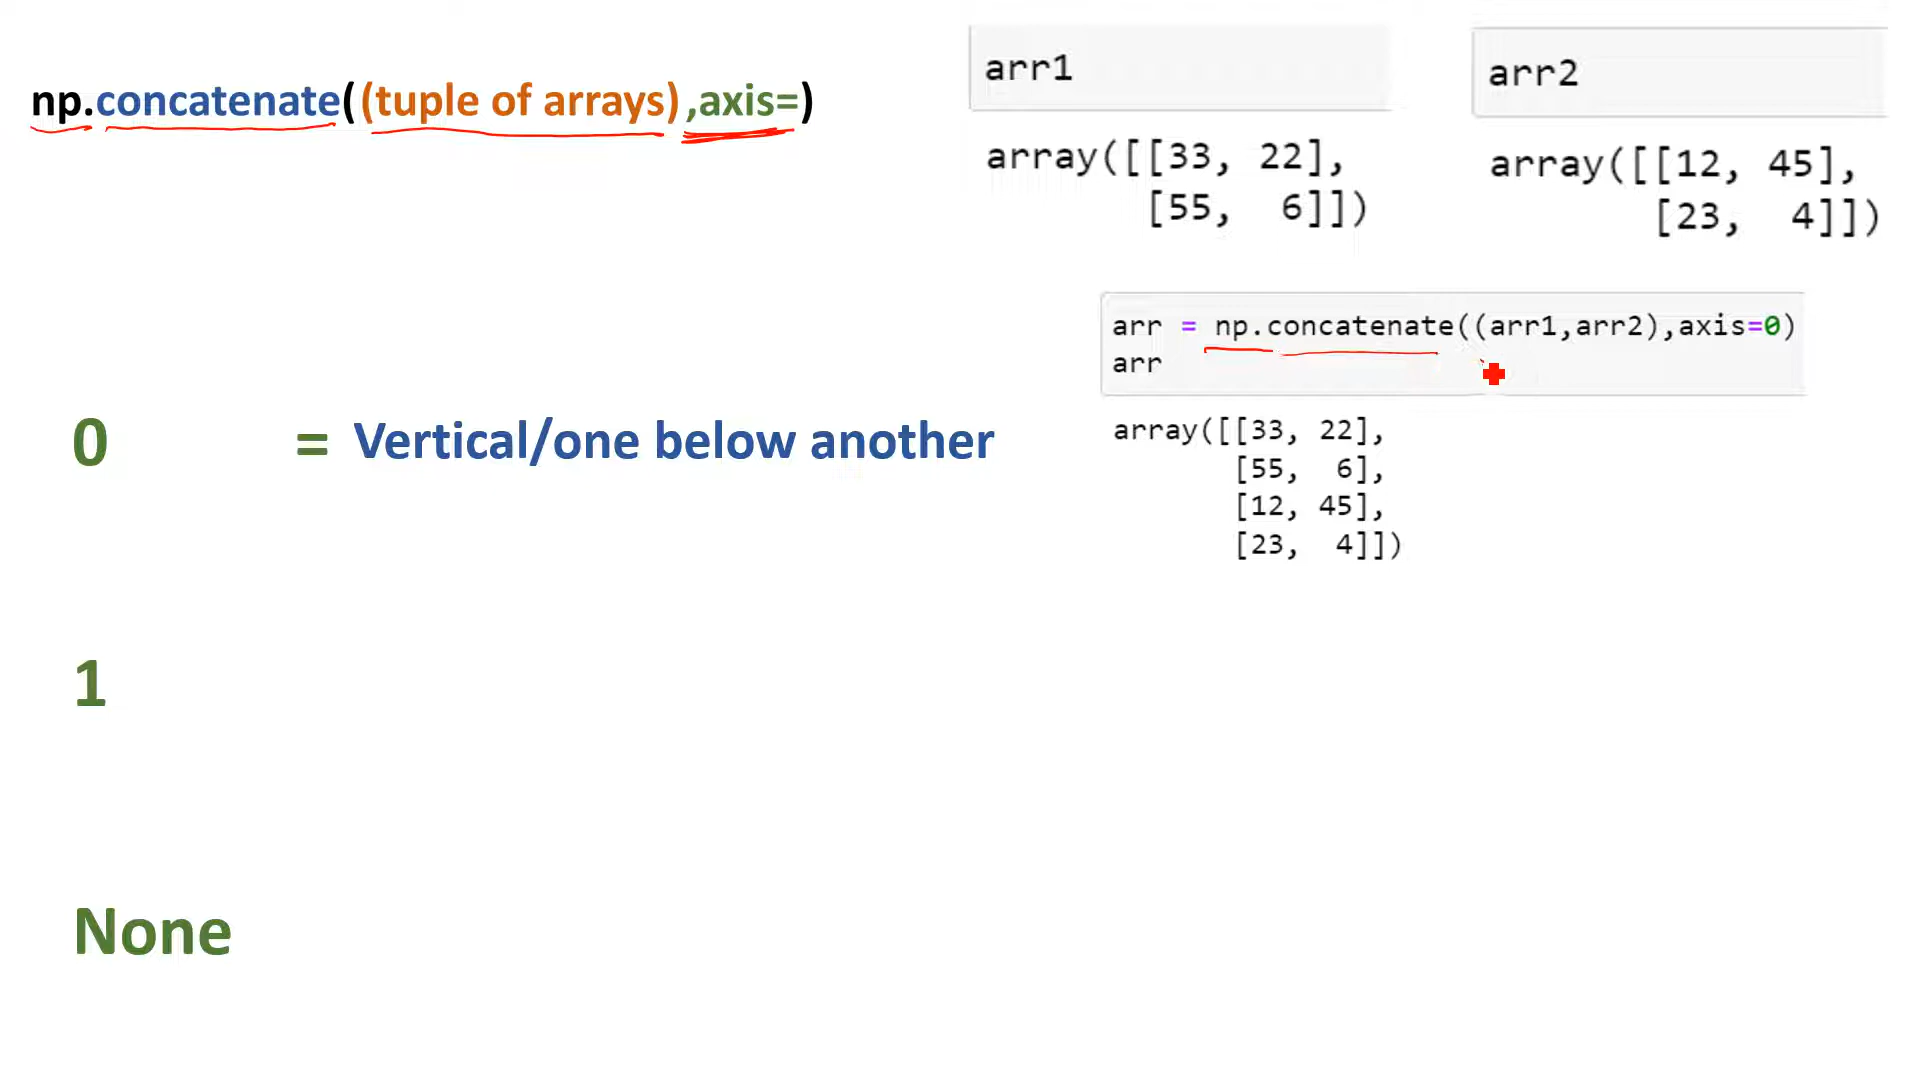 np.concatenate((tuple of arrays),axis=)
arr1
array([[33, 22],
[55, 6]])
arr2
array([[12, 45],
[23, 4]])
arr = np.concatenate((arr1,arr2),axis=0)
arr
array([[33, 22],
[55, 6],
[12, 45],
[23, 4]])
0 = Vertical/one below another
1
None